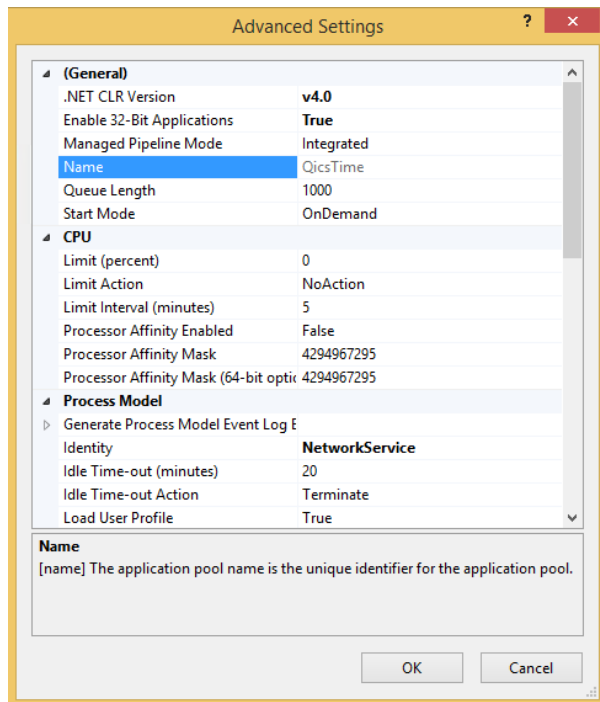 Advanced Settings
? ×
(General)
.NET CLR Version v4.0
Enable 32-Bit Applications True
Managed Pipeline Mode Integrated
Name QicsTime
Queue Length 1000
Start Mode OnDemand
CPU
Limit (percent) 0
Limit Action NoAction
Limit Interval (minutes) 5
Processor Affinity Enabled False
Processor Affinity Mask 4294967295
Processor Affinity Mask (64-bit optic 4294967295
Process Model
Generate Process Model Event Log E
Identity NetworkService
Idle Time-out (minutes) 20
Idle Time-out Action Terminate
Load User Profile True
Name
[name] The application pool name is the unique identifier for the application pool.
OK Cancel